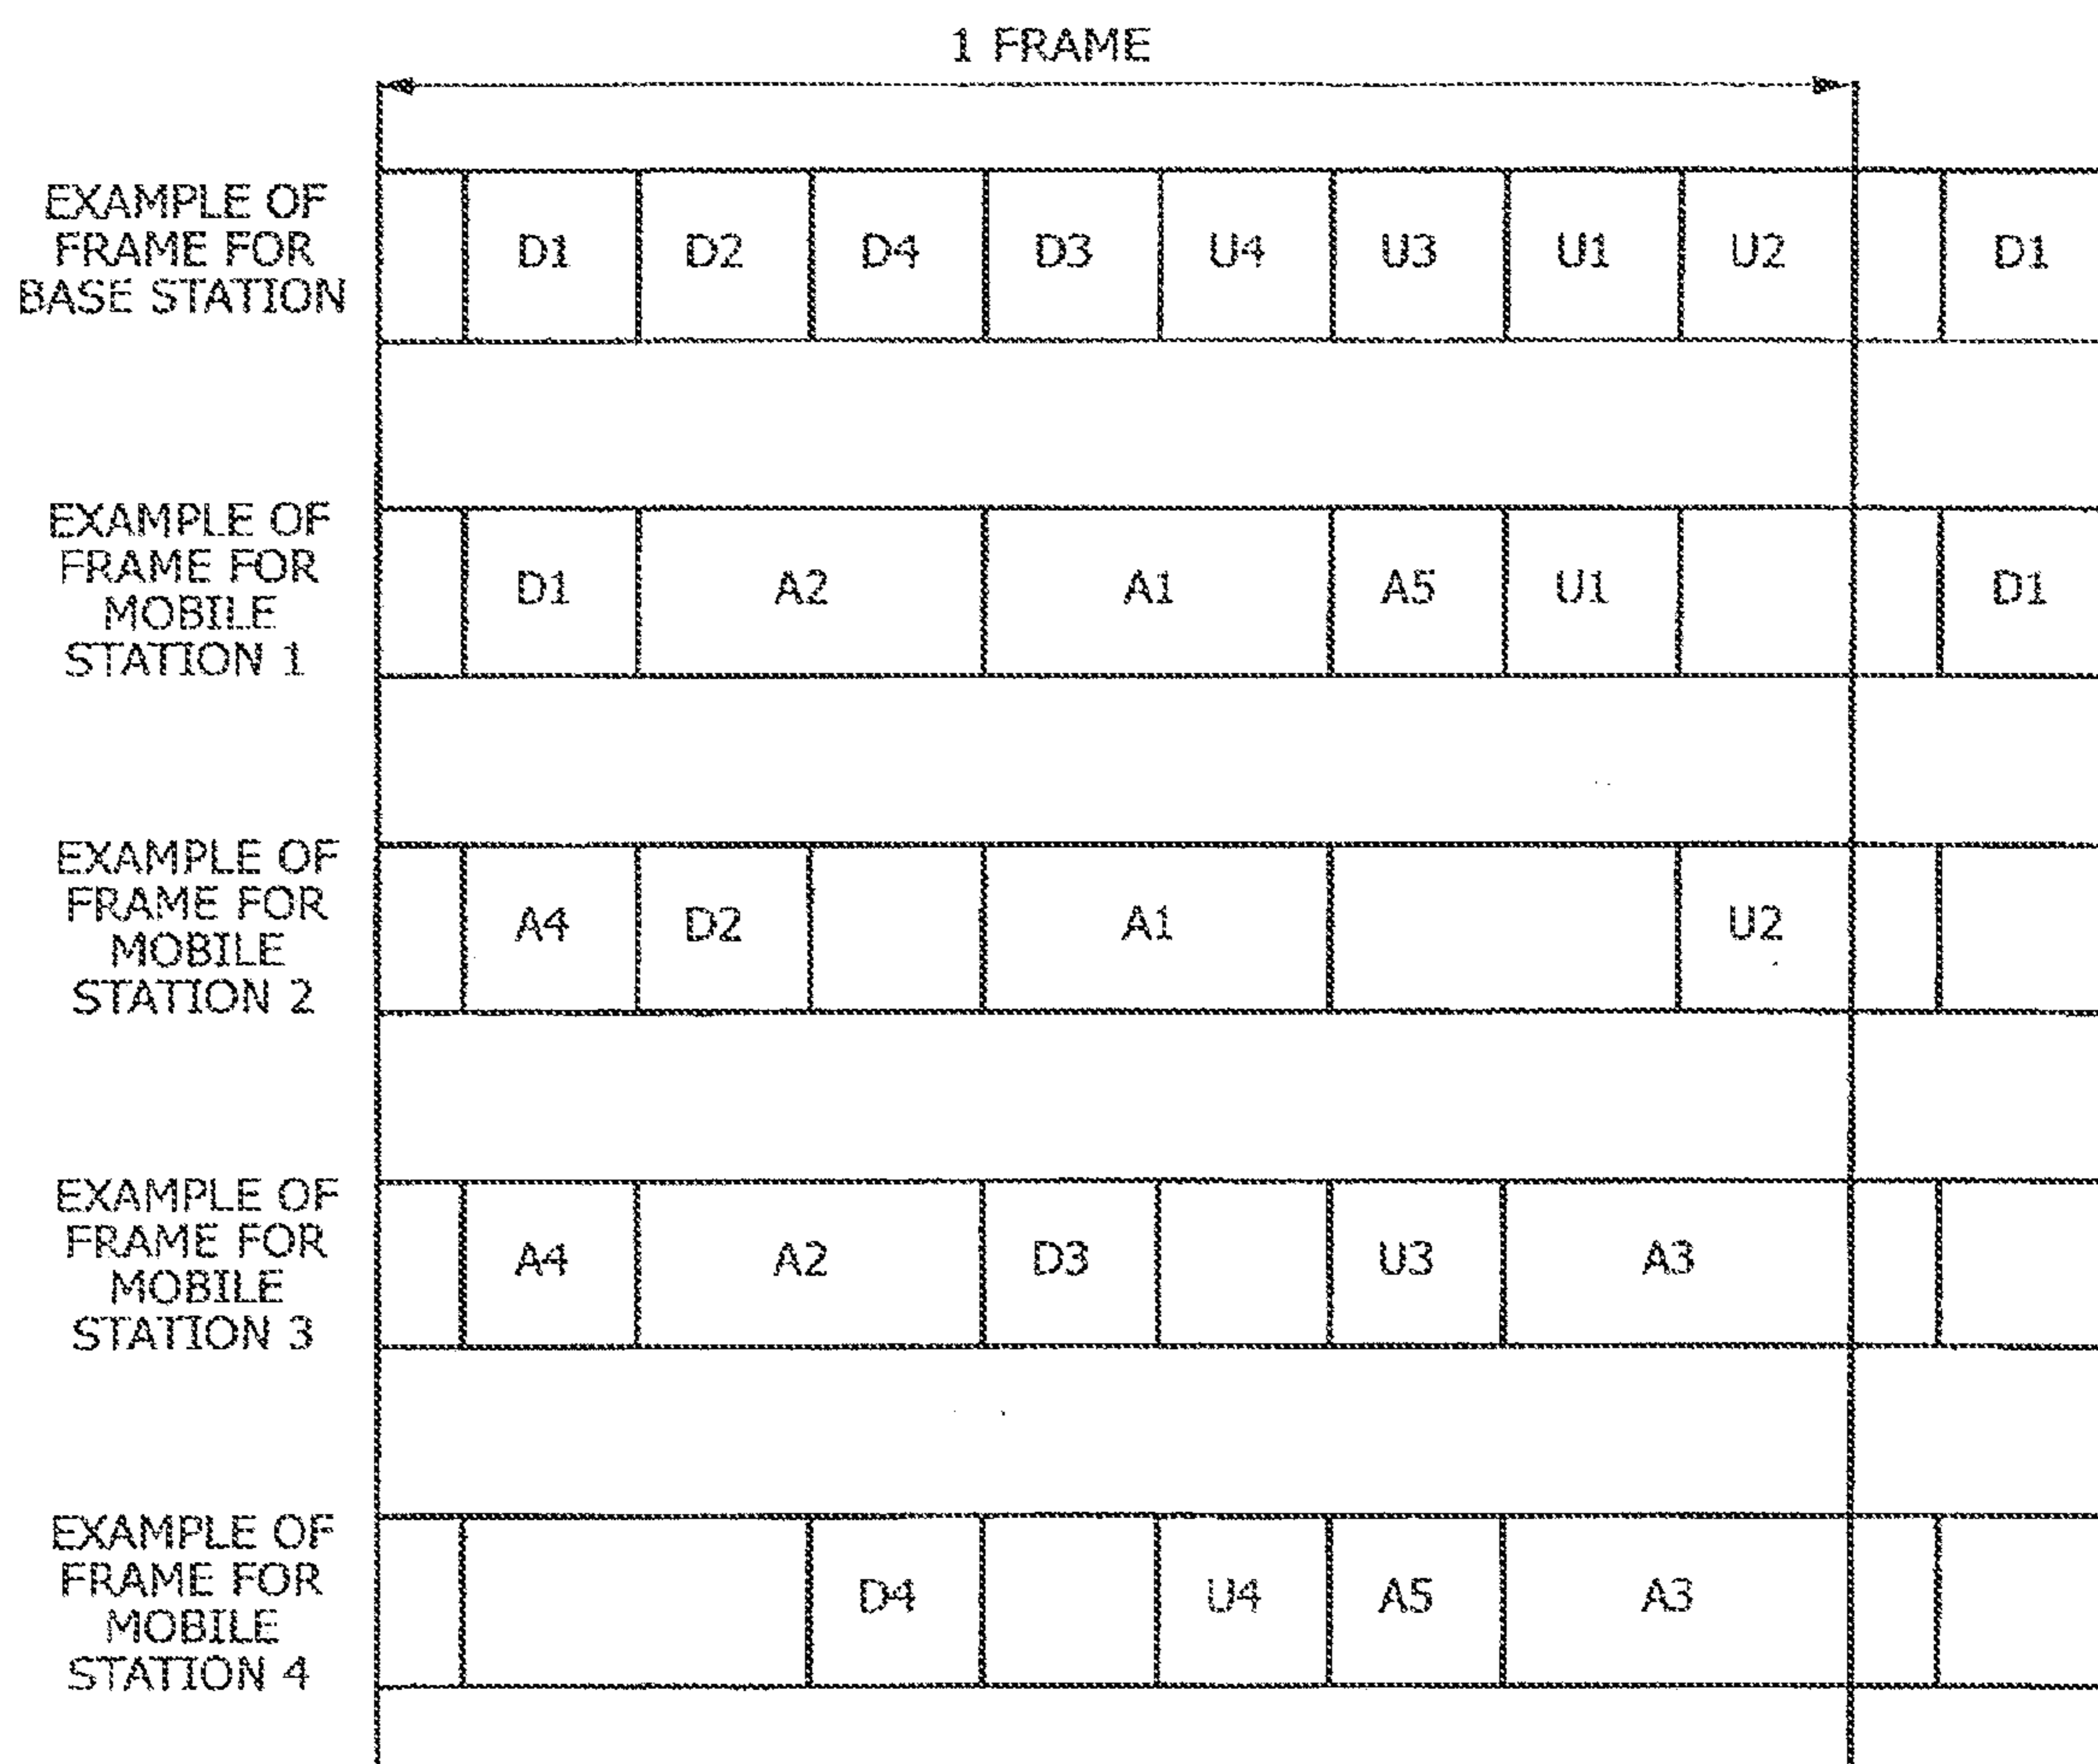 1 FRAME
EXAMPLE OF
FRAME FOR
BASE STATION
D1 D2 D4 D3 U4 U3 U1 U2 D1
EXAMPLE OF
FRAME FOR
MOBILE
STATION 1
D1 A2 A1 A5 U1 D1
EXAMPLE OF
FRAME FOR
MOBILE
STATION 2
A4 D2 A1 U2
EXAMPLE OF
FRAME FOR
MOBILE
STATION 3
A4 A2 D3 U3 A3
EXAMPLE OF
FRAME FOR
MOBILE
STATION 4
D4 U4 A5 A3